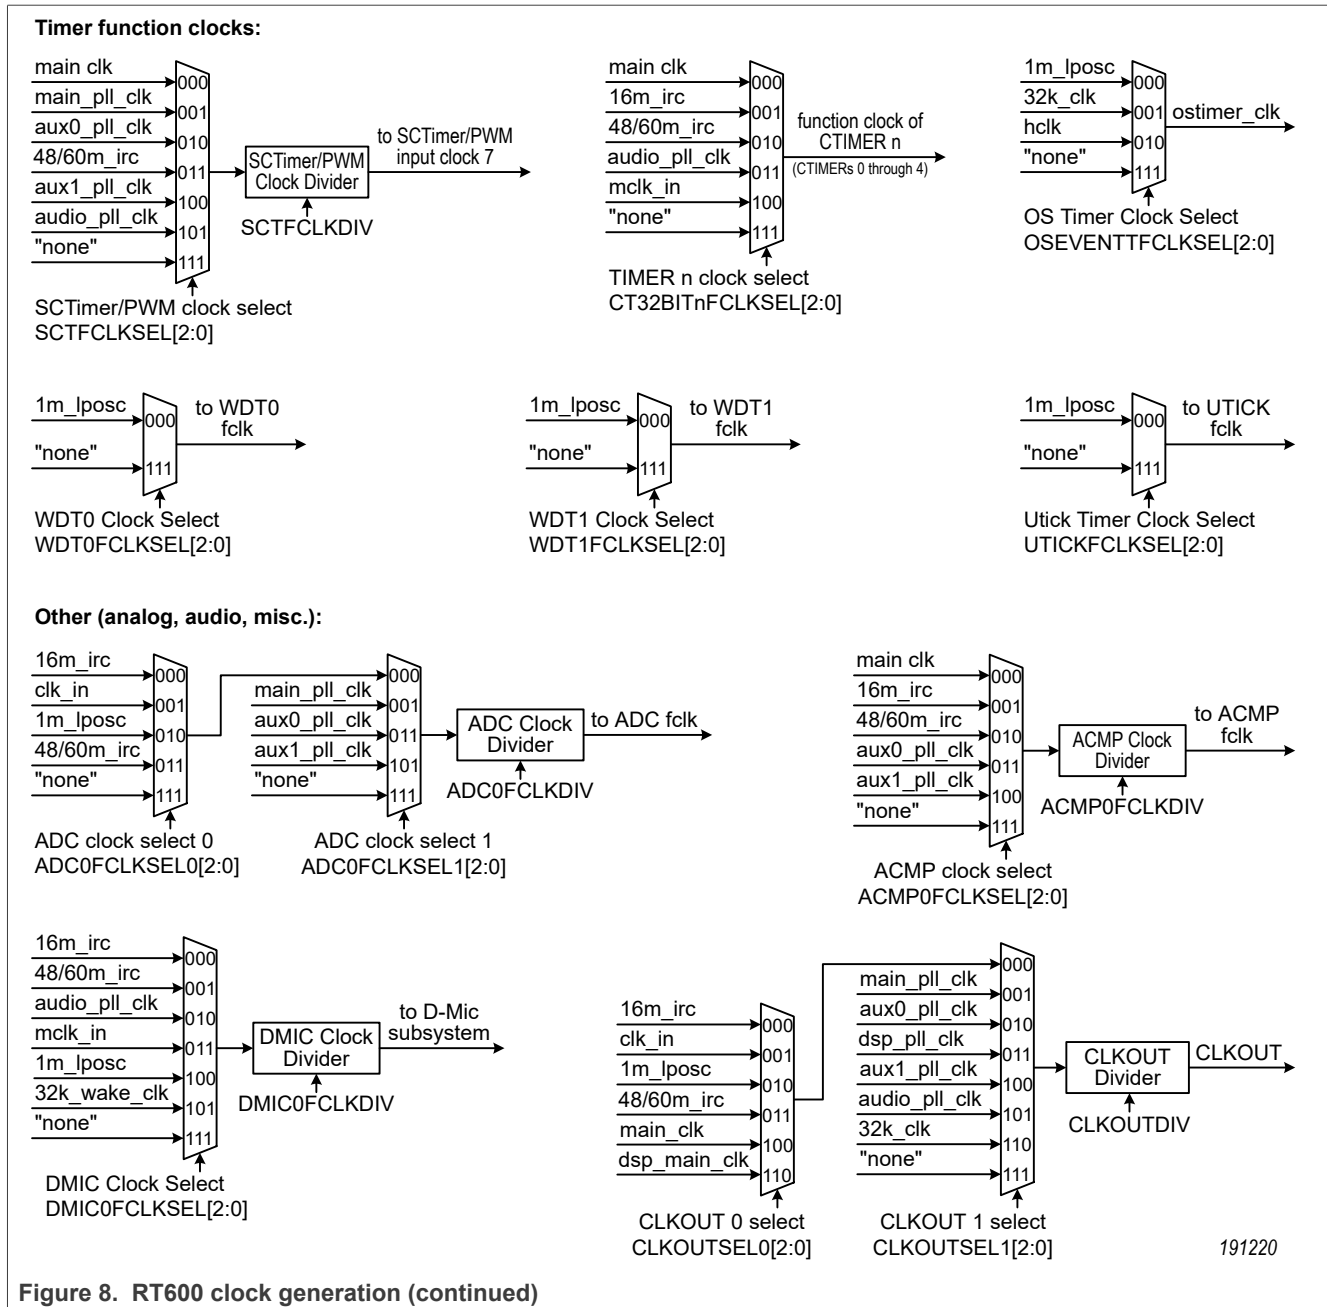 Timer function clocks:
main clk
main_pll_clk
aux0_pll_clk
48/60m_irc
aux1_pll_clk
audio_pll_clk
"none"
000
001
010
011
100
101
111
SCTimer/PWM
Clock Divider
SCTFCLKDIV
to SCTimer/PWM
input clock 7
SCTimer/PWM clock select
SCTFCLKSEL[2:0]
main clk
16m_irc
48/60m_irc
audio_pll_clk
mclk_in
"none"
000
001
010
011
100
111
function clock of
CTIMER n
(CTIMERs 0 through 4)
TIMER n clock select
CT32BITnFCLKSEL[2:0]
1m_lposc
32k_clk
hclk
"none"
000
001
010
111
ostimer_clk
OS Timer Clock Select
OSEVENTTFCLKSEL[2:0]
1m_lposc
"none"
000
111
to WDT0
fclk
WDT0 Clock Select
WDT0FCLKSEL[2:0]
1m_lposc
"none"
000
111
to WDT1
fclk
WDT1 Clock Select
WDT1FCLKSEL[2:0]
1m_lposc
"none"
000
111
to UTICK
fclk
Utick Timer Clock Select
UTICKFCLKSEL[2:0]
Other (analog, audio, misc.):
16m_irc
clk_in
1m_lposc
48/60m_irc
"none"
000
001
010
011
111
ADC clock select 0
ADC0FCLKSEL0[2:0]
main_pll_clk
aux0_pll_clk
aux1_pll_clk
"none"
000
001
011
101
111
ADC clock select 1
ADC0FCLKSEL1[2:0]
ADC Clock
Divider
ADC0FCLKDIV
to ADC fclk
main clk
16m_irc
48/60m_irc
aux0_pll_clk
aux1_pll_clk
"none"
000
001
010
011
100
111
ACMP Clock
Divider
ACMP0FCLKDIV
to ACMP
fclk
ACMP clock select
ACMP0FCLKSEL[2:0]
16m_irc
48/60m_irc
audio_pll_clk
mclk_in
1m_lposc
32k_wake_clk
"none"
000
001
010
011
100
101
111
DMIC Clock
Divider
DMIC0FCLKDIV
to D-Mic
subsystem
DMIC Clock Select
DMIC0FCLKSEL[2:0]
16m_irc
clk_in
1m_lposc
48/60m_irc
main_clk
dsp_main_clk
000
001
010
011
100
110
CLKOUT 0 select
CLKOUTSEL0[2:0]
main_pll_clk
aux0_pll_clk
dsp_pll_clk
aux1_pll_clk
audio_pll_clk
32k_clk
"none"
000
001
010
011
100
101
110
111
CLKOUT 1 select
CLKOUTSEL1[2:0]
CLKOUT
Divider
CLKOUTDIV
CLKOUT
191220
Figure 8. RT600 clock generation (continued)